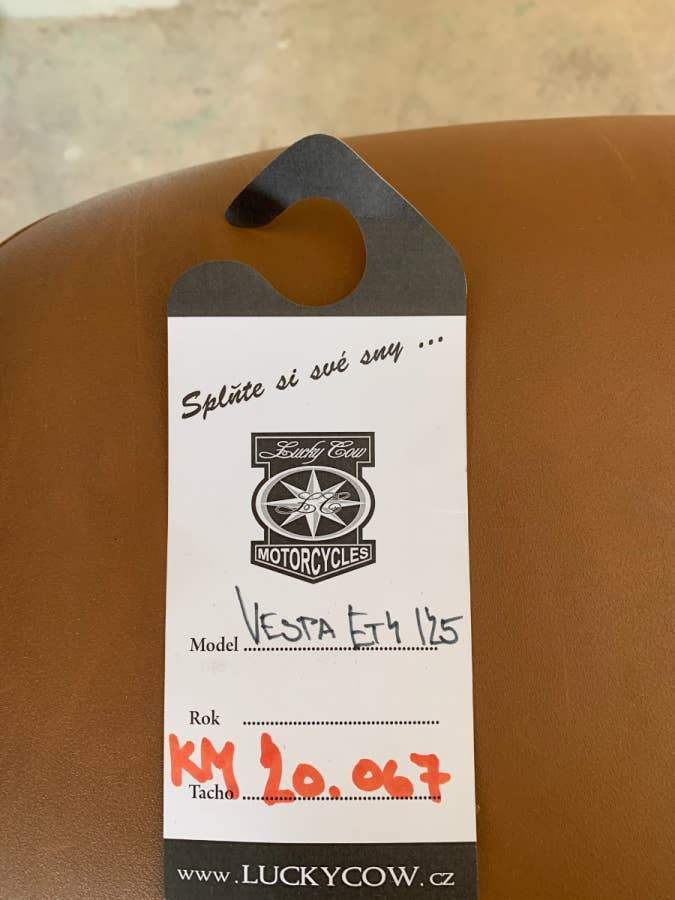 Splňte si své sny ...
Lucky Cow
LC
MOTORCYCLES
Model VESPA ET4 125
Rok
KM 20.067
Tacho
www.LUCKYCOW.cz